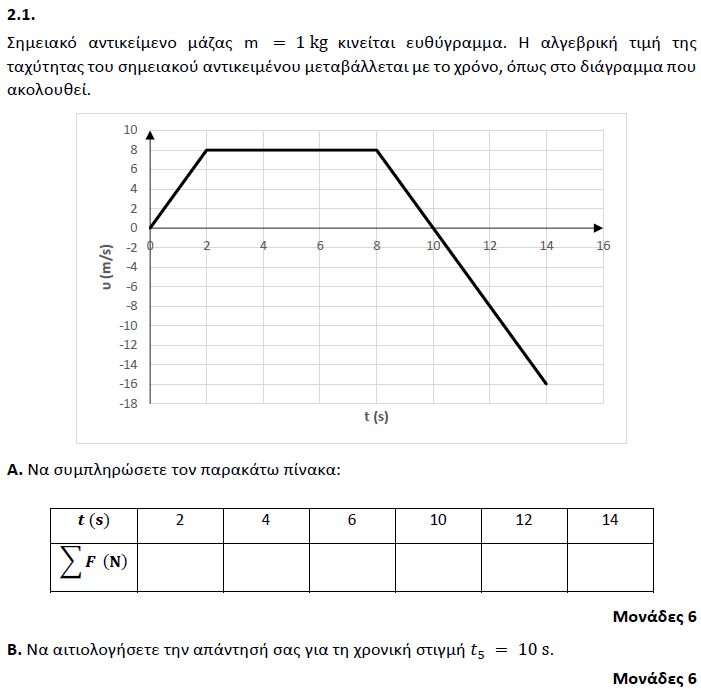 2.1.
Σημειακό αντικείμενο μάζας m = 1 kg κινείται ευθύγραμμα. Η αλγεβρική τιμή της
ταχύτητας του σημειακού αντικειμένου μεταβάλλεται με το χρόνο, όπως στο διάγραμμα που
ακολουθεί.
10
8
6
4
2
0
-2
-4
-6
-8
-10
-12
-14
-16
-18
υ (m/s)
0 2 4 6 8 10 12 14 16
t (s)
Α. Να συμπληρώσετε τον παρακάτω πίνακα:
t (s) 2 4 6 10 12 14
∑ F (N)
Μονάδες 6
Β. Να αιτιολογήσετε την απάντησή σας για τη χρονική στιγμή t₅ = 10 s.
Μονάδες 6